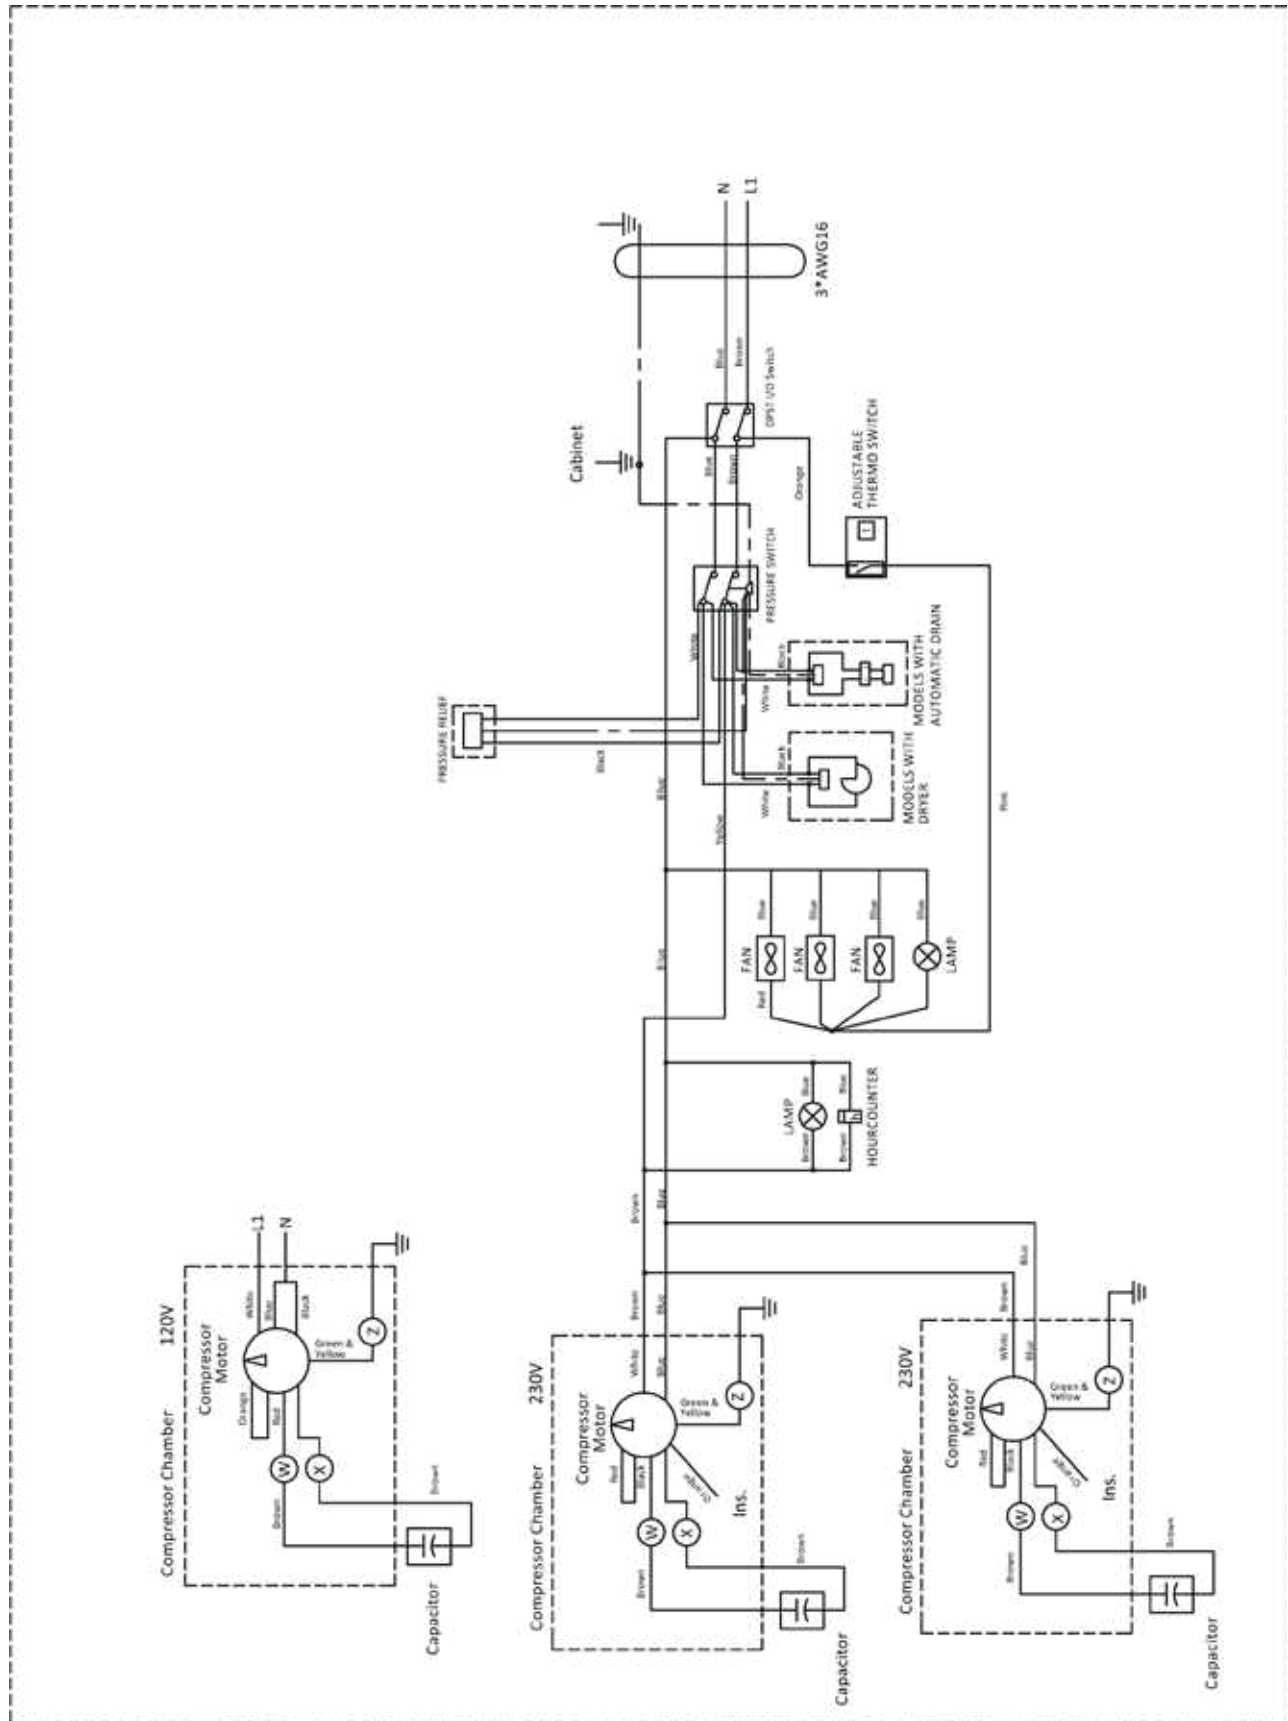 Compressor Chamber
120V
Compressor
Motor
Orange
White
L1
Red
Blue
N
Black
W
X
Green &
Yellow
Z
Brown
Brown
Capacitor
PRESSURE RELIEF
Black
Cabinet
Compressor Chamber
230V
Compressor
Motor
Red
Black
White
Blue
Brown
Blue
Brown
Blue
W
X
Orange
Ins.
Green &
Yellow
Z
Brown
Brown
Capacitor
Blue
Blue
Yellow
White
PRESSURE SWITCH
Blue
Brown
DPST I/O Switch
Blue
Brown
N
L1
3*AWG16
LAMP
Brown
Blue
Brown
Blue
HOURCOUNTER
FAN
Red
Blue
FAN
Blue
FAN
Blue
LAMP
Blue
White
Black
MODELS WITH
DRYER
White
Black
MODELS WITH
AUTOMATIC DRAIN
Orange
ADJUSTABLE
THERMO SWITCH
Pink
Compressor Chamber
230V
Compressor
Motor
Red
Black
White
Blue
Brown
Blue
W
X
Orange
Ins.
Green &
Yellow
Z
Brown
Brown
Capacitor